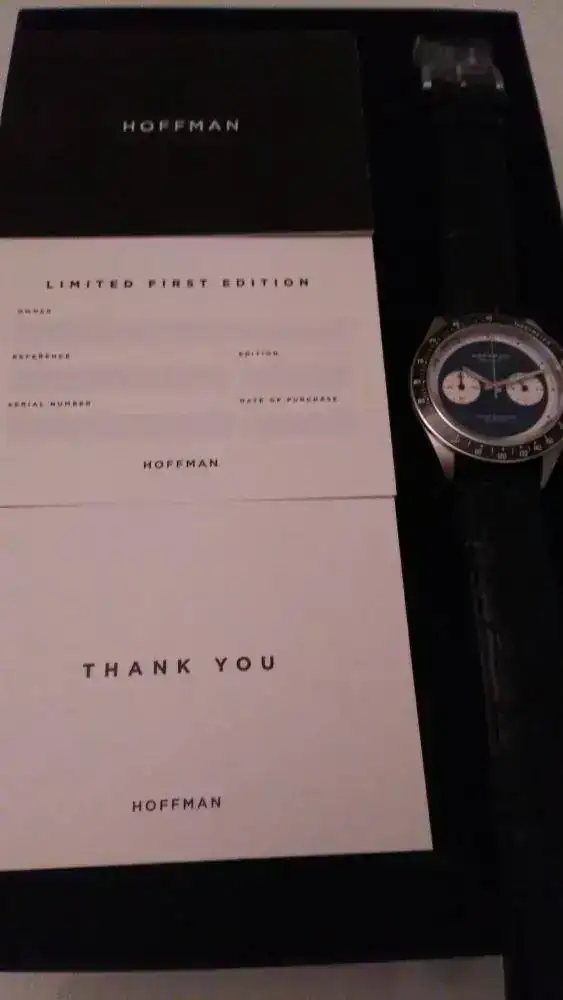 HOFFMAN
LIMITED FIRST EDITION
OWNER
REFERENCE
EDITION
SERIAL NUMBER
DATE OF PURCHASE
HOFFMAN
THANK YOU
HOFFMAN